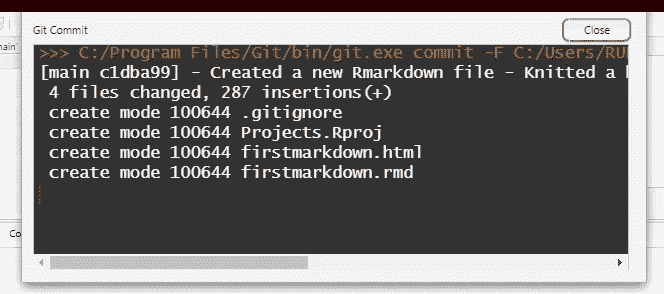 Git Commit
Close
main
>>> C:/Program Files/Git/bin/git.exe commit -F C:/Users/RU
[main c1dba99] - Created a new Rmarkdown file - Knitted a
4 files changed, 287 insertions(+)
create mode 100644 .gitignore
create mode 100644 Projects.Rproj
create mode 100644 firstmarkdown.html
create mode 100644 firstmarkdown.rmd
Co